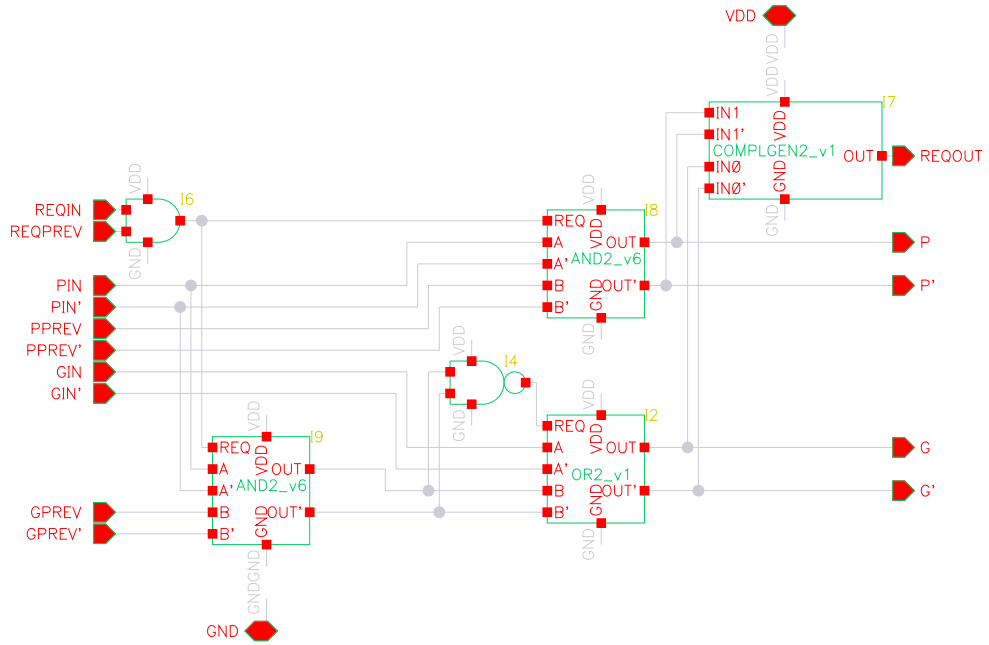 VDD
VDD
VDD
I7
IN1
IN1'
VDD
COMPLGEN2_v1
OUT
REQOUT
IN0
GND
IN0'
GND
VDD
I6
REQIN
REQPREV
GND
VDD
I8
REQ
VDD
A
OUT
P
AND2_v6
A'
B
GND
OUT'
P'
B'
GND
PIN
PIN'
PPREV
PPREV'
GIN
GIN'
VDD
I4
GND
VDD
I2
REQ
VDD
A
OUT
G
A'
OR2_v1
B
GND
OUT'
G'
B'
GND
VDD
I9
REQ
VDD
A
OUT
AND2_v6
A'
B
GND
OUT'
B'
GPREV
GPREV'
GND
GND
GND